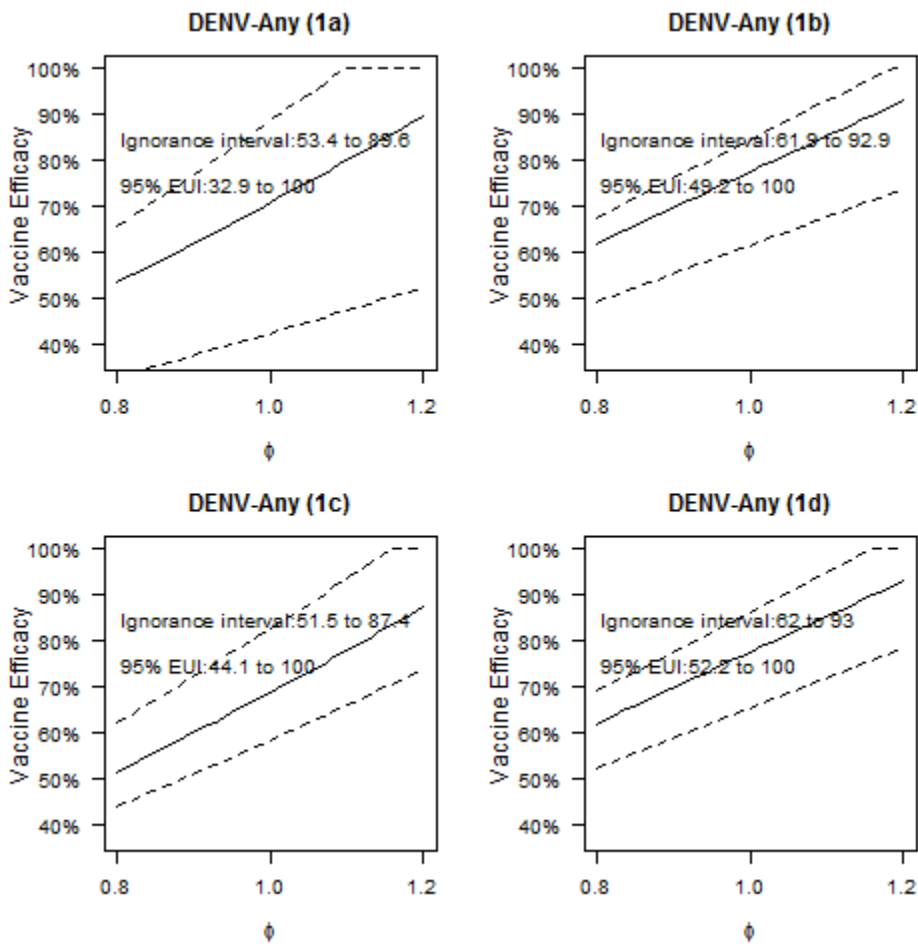 DENV-Any (1a)
100%
90%
80%
70%
60%
50%
40%
Vaccine Efficacy
Ignorance interval:53.4 to 89.6
95% EUI:32.9 to 100
0.8
1.0
1.2
ϕ
DENV-Any (1b)
100%
90%
80%
70%
60%
50%
40%
Vaccine Efficacy
Ignorance interval:61.9 to 92.9
95% EUI:49.2 to 100
0.8
1.0
1.2
ϕ
DENV-Any (1c)
100%
90%
80%
70%
60%
50%
40%
Vaccine Efficacy
Ignorance interval:51.5 to 87.4
95% EUI:44.1 to 100
0.8
1.0
1.2
ϕ
DENV-Any (1d)
100%
90%
80%
70%
60%
50%
40%
Vaccine Efficacy
Ignorance interval:62 to 93
95% EUI:52.2 to 100
0.8
1.0
1.2
ϕ